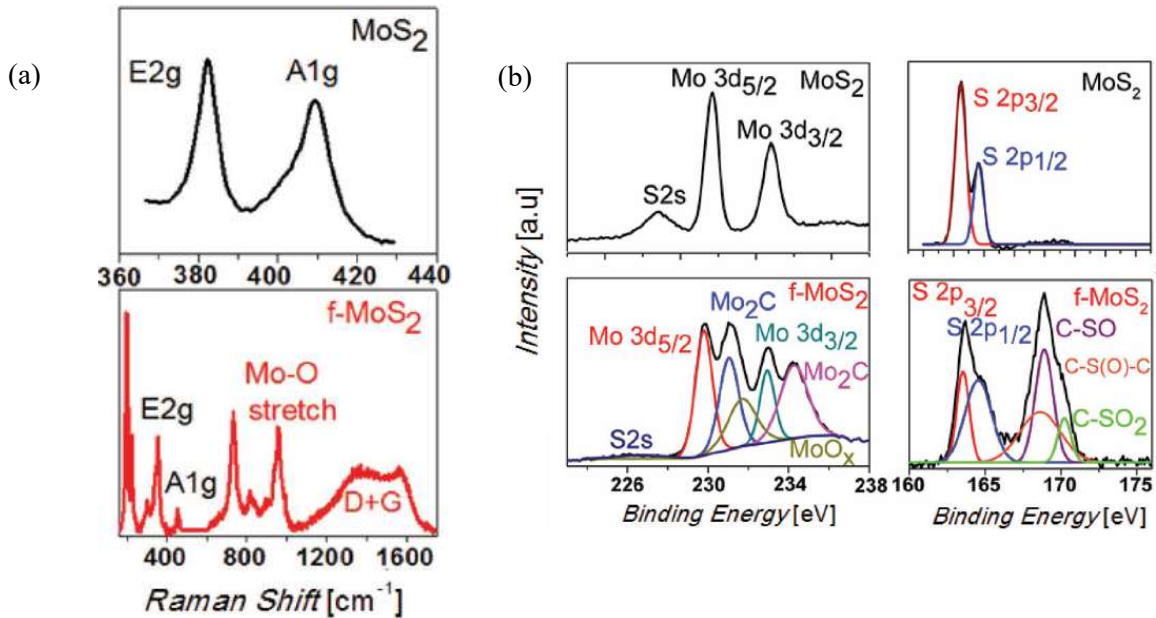 (a)
MoS2
E2g
A1g
360 380 400 420 440
f-MoS2
E2g
A1g
Mo-O
stretch
D+G
400 800 1200 1600
Raman Shift [cm-1]
(b)
Intensity [a.u]
Mo 3d5/2
MoS2
Mo 3d3/2
S2s
S 2p3/2
MoS2
S 2p1/2
Mo2C
f-MoS2
Mo 3d5/2
Mo 3d3/2
Mo2C
S2s
MoOx
226 230 234 238
Binding Energy [eV]
S 2p3/2
f-MoS2
S 2p1/2
C-SO
C-S(O)-C
C-SO2
160 165 170 175
Binding Energy [eV]